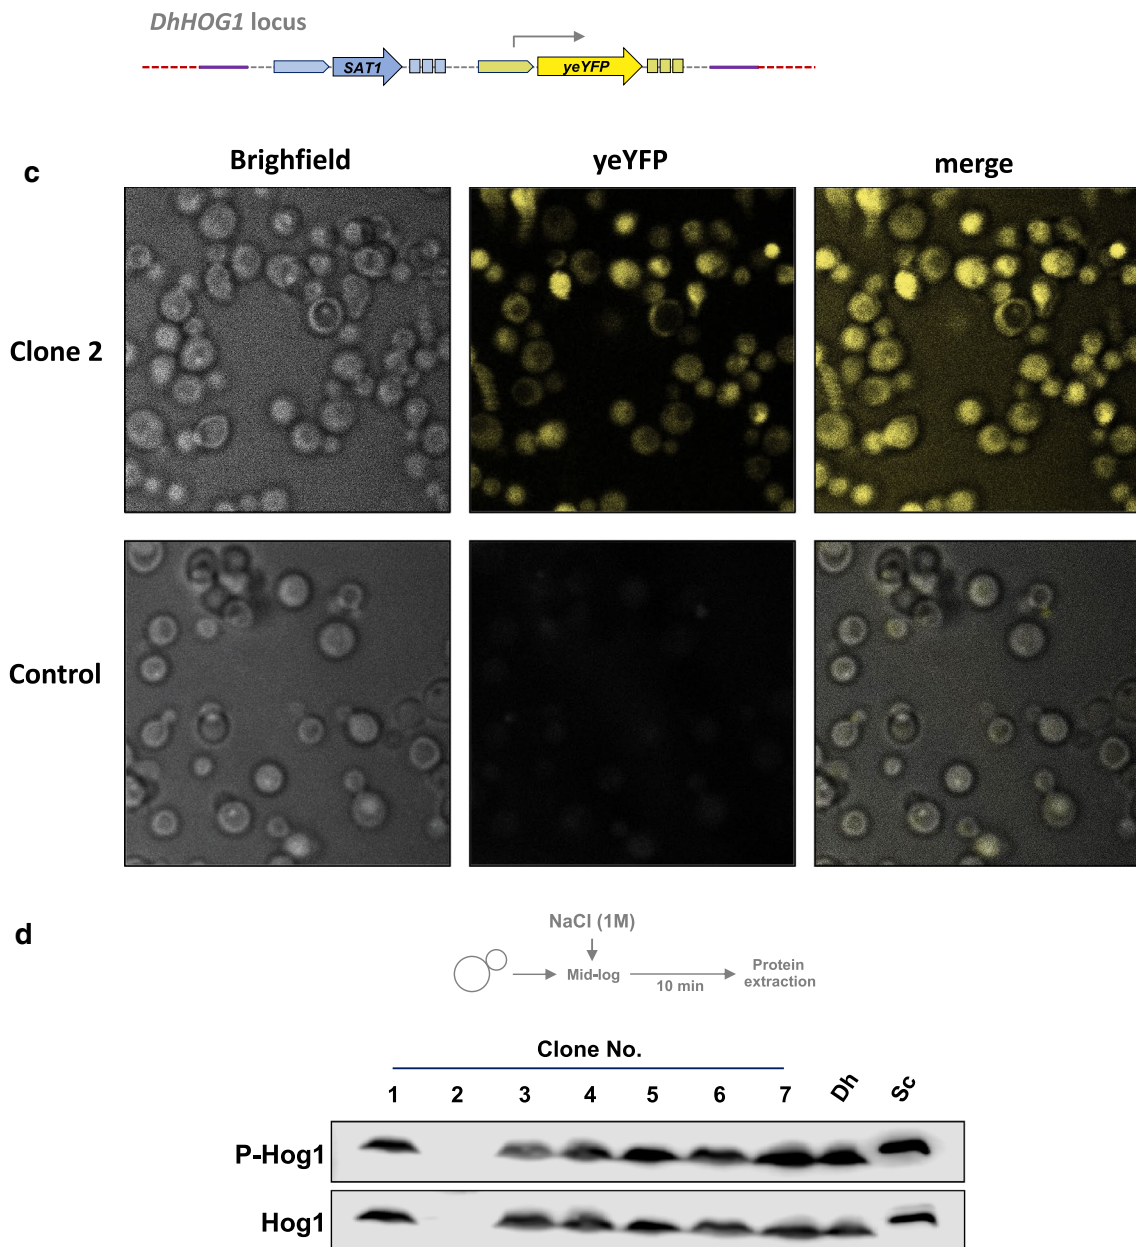 DhHOG1 locus
SAT1
yeYFP
c
Brighfield
yeYFP
merge
Clone 2
Control
d
NaCl (1M)
Mid-log
10 min
Protein
extraction
Clone No.
1 2 3 4 5 6 7 Dh Sc
P-Hog1
Hog1